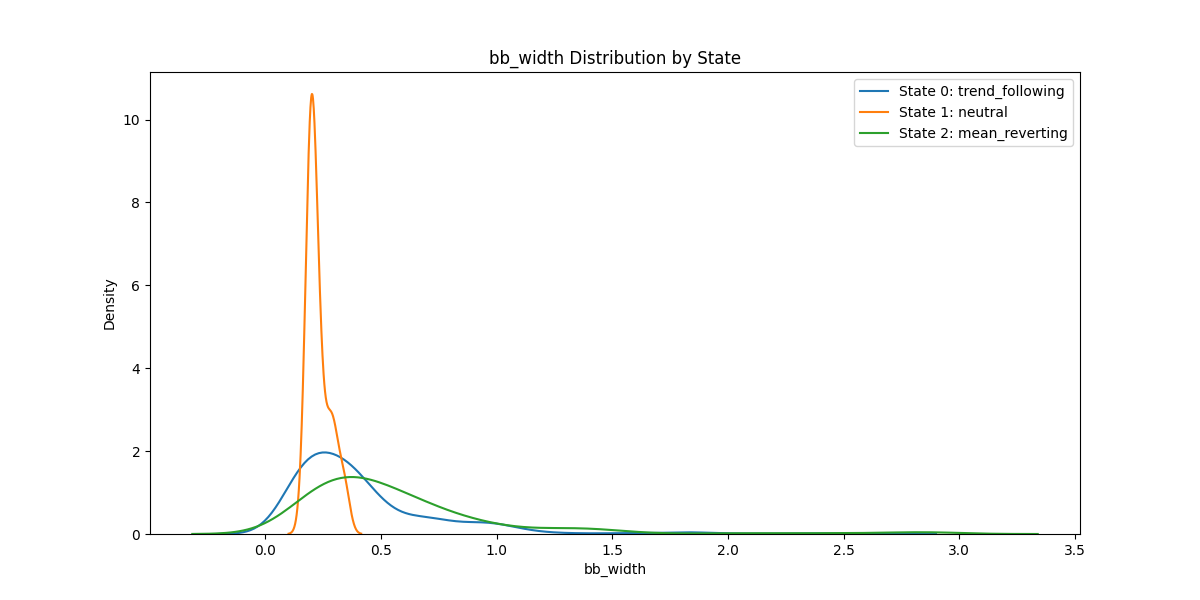 bb_width Distribution by State
State 0: trend_following
State 1: neutral
State 2: mean_reverting
10
8
6
4
2
0
Density
0.0 0.5 1.0 1.5 2.0 2.5 3.0 3.5
bb_width